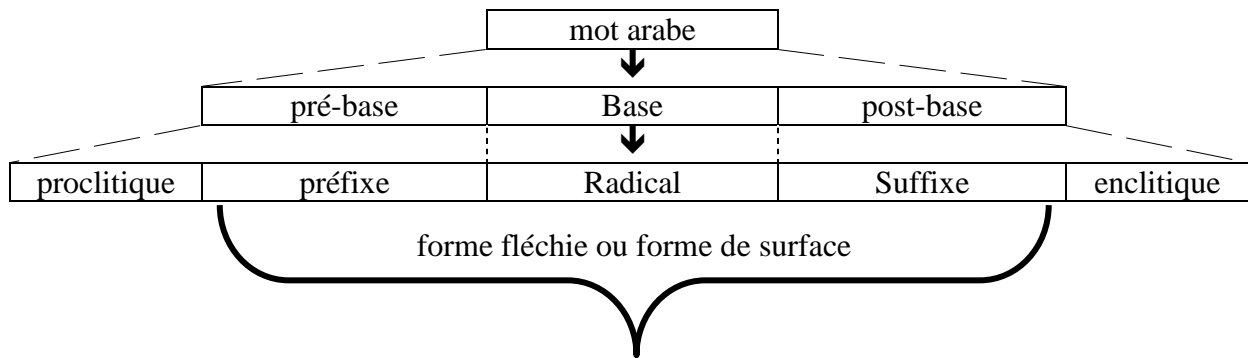 mot arabe
pré-base Base post-base
proclitique préfixe Radical Suffixe enclitique
forme fléchie ou forme de surface